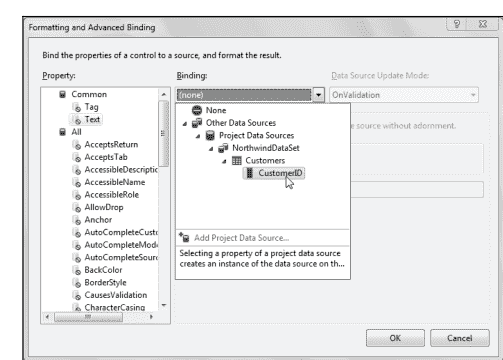 Formatting and Advanced Binding
Bind the properties of a control to a source, and format the result.
Property:
Binding:
Data Source Update Mode:
(none)
OnValidation
Common
Tag
Text
All
AcceptsReturn
AcceptsTab
AccessibleDescriptic
AccessibleName
AccessibleRole
AllowDrop
Anchor
AutoCompleteCusto
AutoCompleteMode
AutoCompleteSourc
BackColor
BorderStyle
CausesValidation
CharacterCasing
None
Other Data Sources
Project Data Sources
NorthwindDataSet
Customers
CustomerID
e source without adornment.
Add Project Data Source...
Selecting a property of a project data source
creates an instance of the data source on th...
OK
Cancel